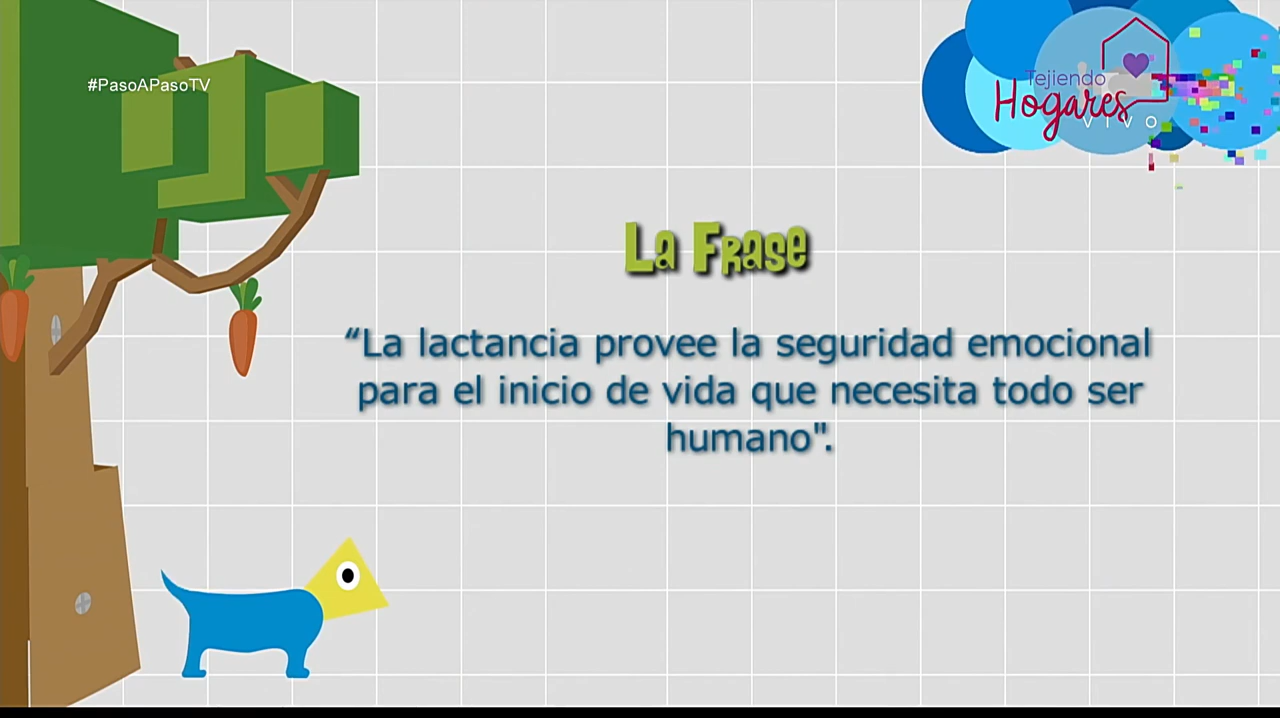 #PasoAPasoTV
Tejiendo
Hogares
vivo
La Frase
“La lactancia provee la seguridad emocional
para el inicio de vida que necesita todo ser
humano".